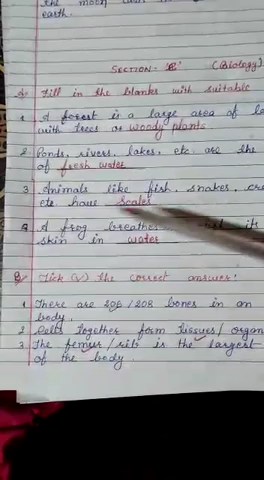 the moon
earth.
SECTION: "B" (Biology)
Fill in the blanks with suitable
1 A forest is a large area of
with trees or woody plants.
2 Ponds, rivers, lakes, etc are the
of fresh water
3 Animals like fish, snakes,
etc. have scales
A frog breathes its
skin in water
Tick (√) the correct answer:
1 There are 206/208 bones in an
body.
2 Cells together form tissues/ organ
3 The femur/ribs is the largest
of the body.